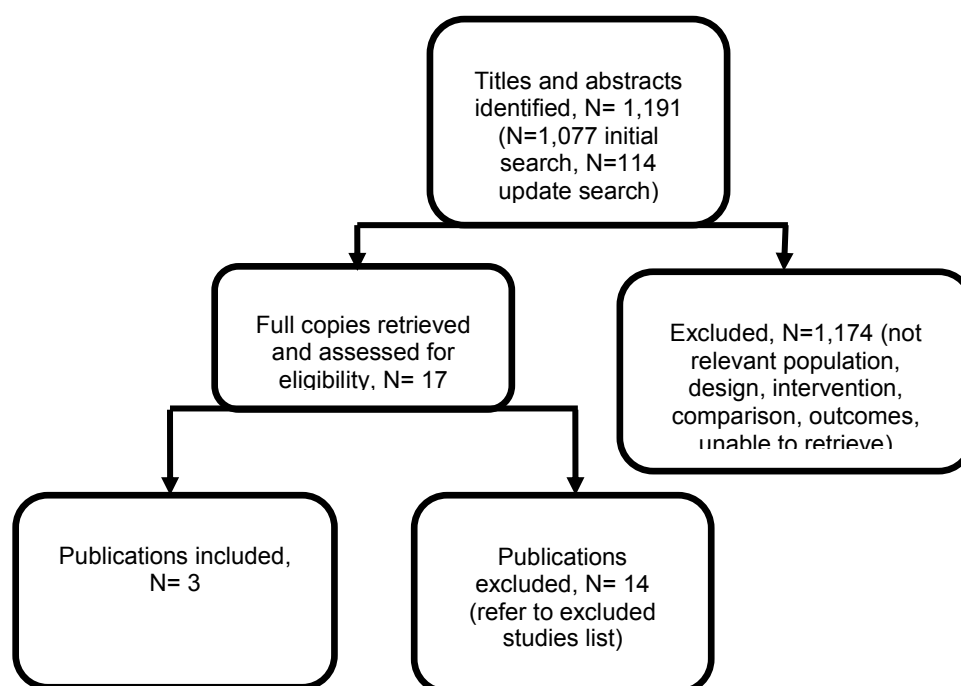 Titles and abstracts
identified, N= 1,191
(N=1,077 initial
search, N=114
update search)
Full copies retrieved
and assessed for
eligibility, N= 17
Excluded, N=1,174 (not
relevant population,
design, intervention,
comparison, outcomes,
unable to retrieve)
Publications included,
N= 3
Publications
excluded, N= 14
(refer to excluded
studies list)